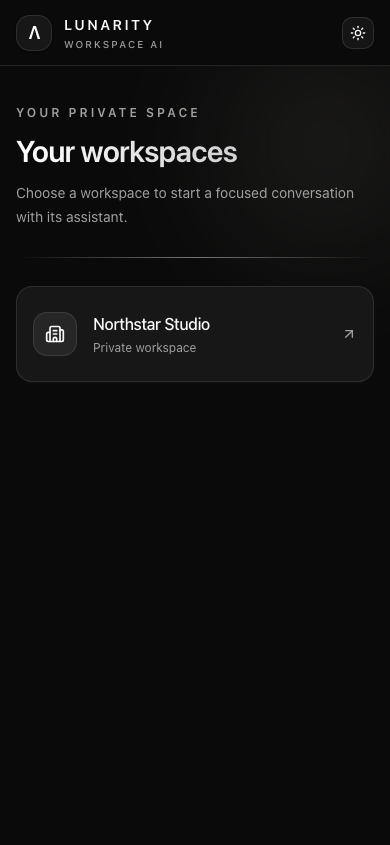 Λ
LUNARITY
WORKSPACE AI
YOUR PRIVATE SPACE
Your workspaces
Choose a workspace to start a focused conversation
with its assistant.
Northstar Studio
Private workspace